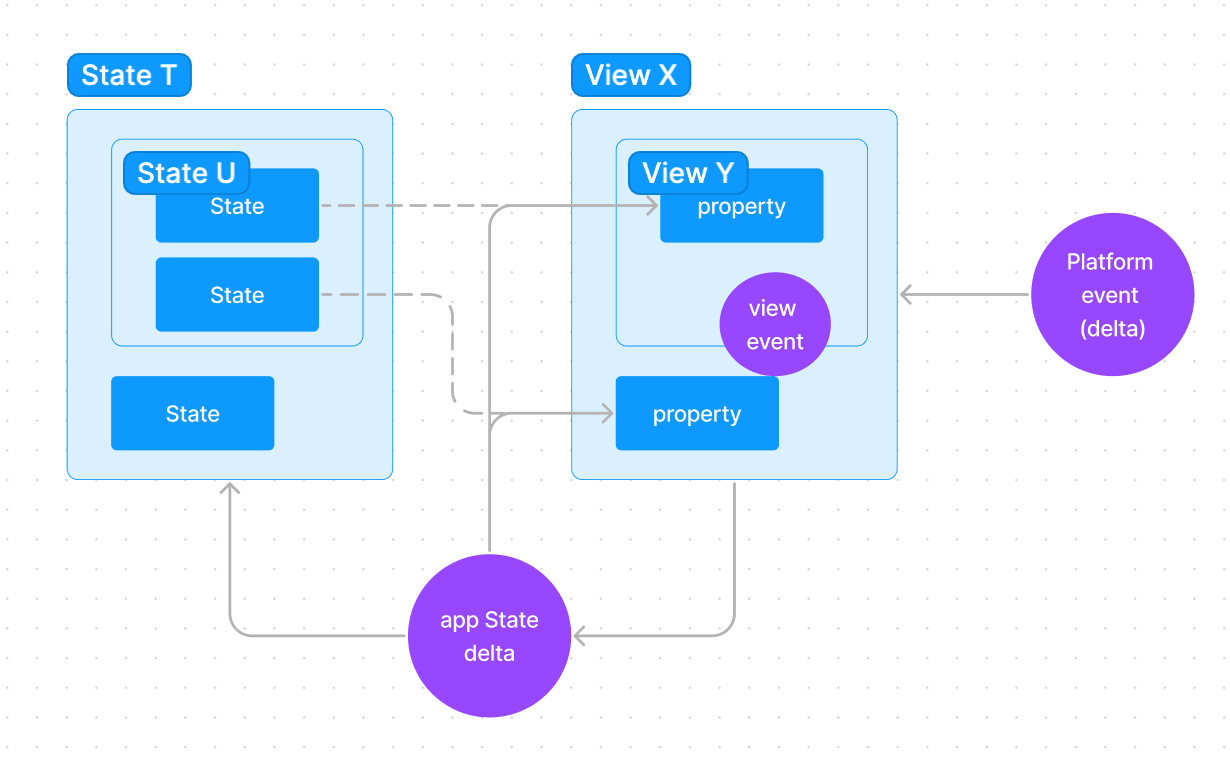 State T
View X
State U
State
State
State
View Y
property
view
event
property
Platform
event
(delta)
app State
delta